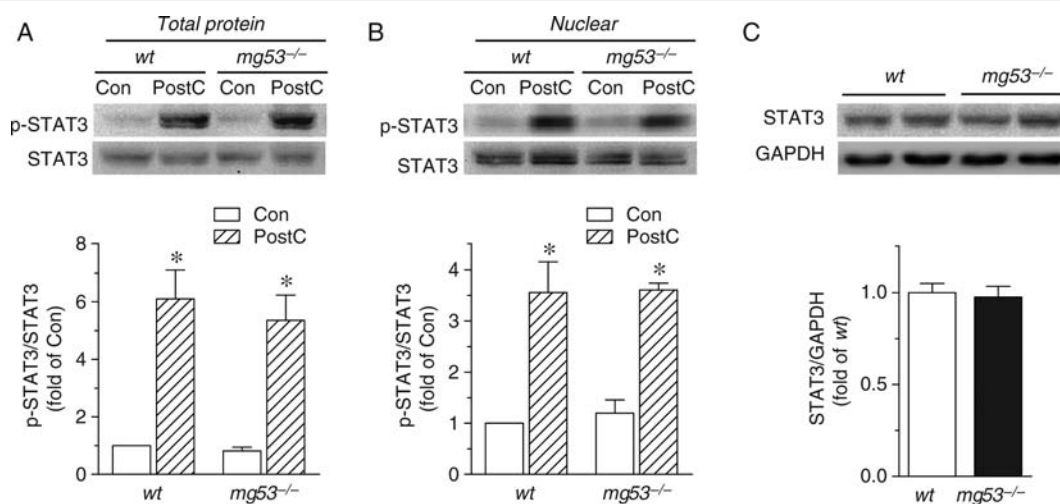 A
Total protein
wt mg53–/–
Con PostC Con PostC
p-STAT3
STAT3
Con
PostC
p-STAT3/STAT3
(fold of Con)
8
6
4
2
0
*
*
wt mg53–/–
B
Nuclear
wt mg53–/–
Con PostC Con PostC
p-STAT3
STAT3
Con
PostC
p-STAT3/STAT3
(fold of Con)
4
3
2
1
0
*
*
wt mg53–/–
C
wt mg53–/–
STAT3
GAPDH
STAT3/GAPDH
(fold of wt)
1.0
0.5
0.0
wt mg53–/–